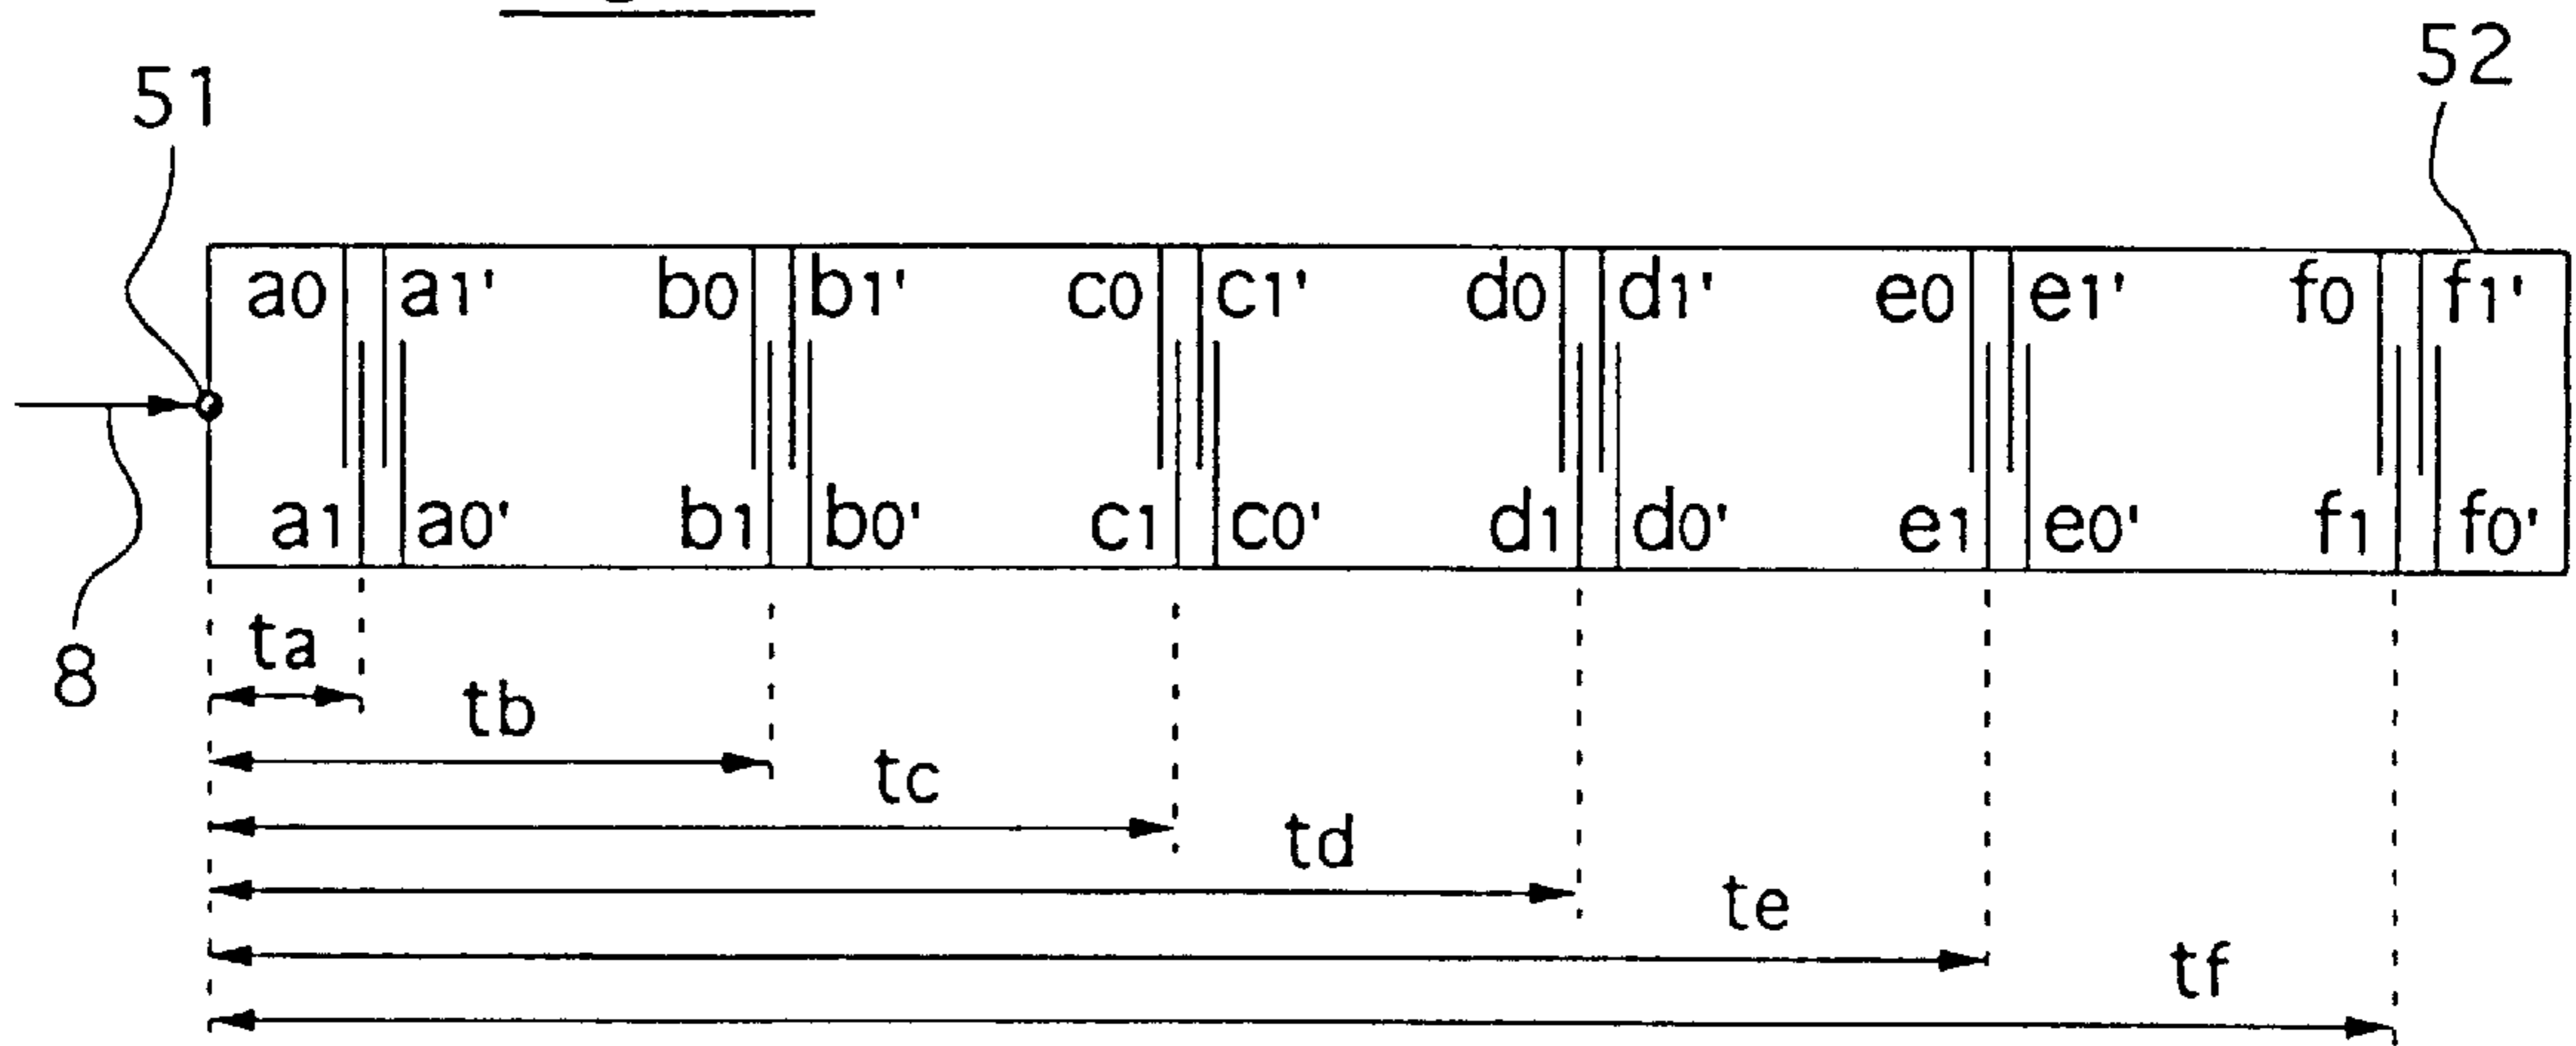 51 52
a0 a1' b0 b1' c0 c1' d0 d1' e0 e1' f0 f1'
a1 a0' b1 b0' c1 c0' d1 d0' e1 e0' f1 f0'
8
ta
tb
tc
td
te
tf